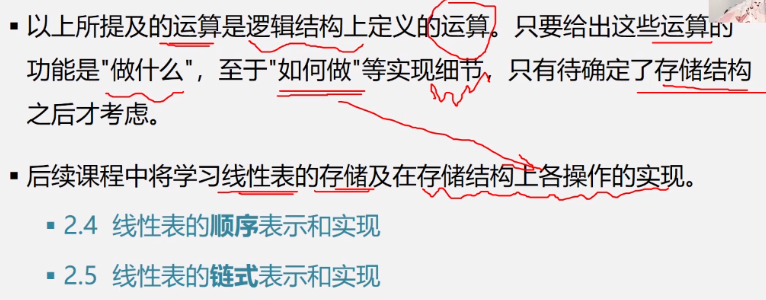 ▪ 以上所提及的运算是逻辑结构上定义的运算。只要给出这些运算的
功能是"做什么"，至于"如何做"等实现细节，只有待确定了存储结构
之后才考虑。
▪ 后续课程中将学习线性表的存储及在存储结构上各操作的实现。
▪ 2.4 线性表的顺序表示和实现
▪ 2.5 线性表的链式表示和实现